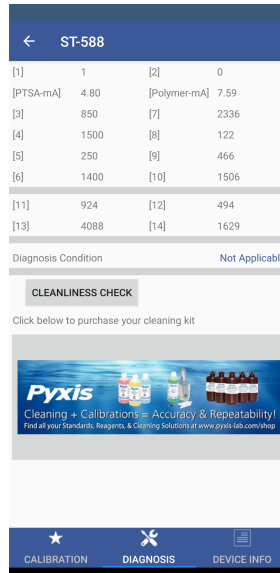 ← ST-588
[1] 1 [2] 0
[PTSA-mA] 4.80 [Polymer-mA] 7.59
[3] 850 [7] 2336
[4] 1500 [8] 122
[5] 250 [9] 466
[6] 1400 [10] 1506
[11] 924 [12] 494
[13] 4088 [14] 1629
Diagnosis Condition Not Applicabl
CLEANLINESS CHECK
Click below to purchase your cleaning kit
Pyxis
Cleaning + Calibrations = Accuracy & Repeatability!
Find all your Standards, Reagents, & Cleaning Solutions at www.pyxis-lab.com/shop
CALIBRATION DIAGNOSIS DEVICE INFO